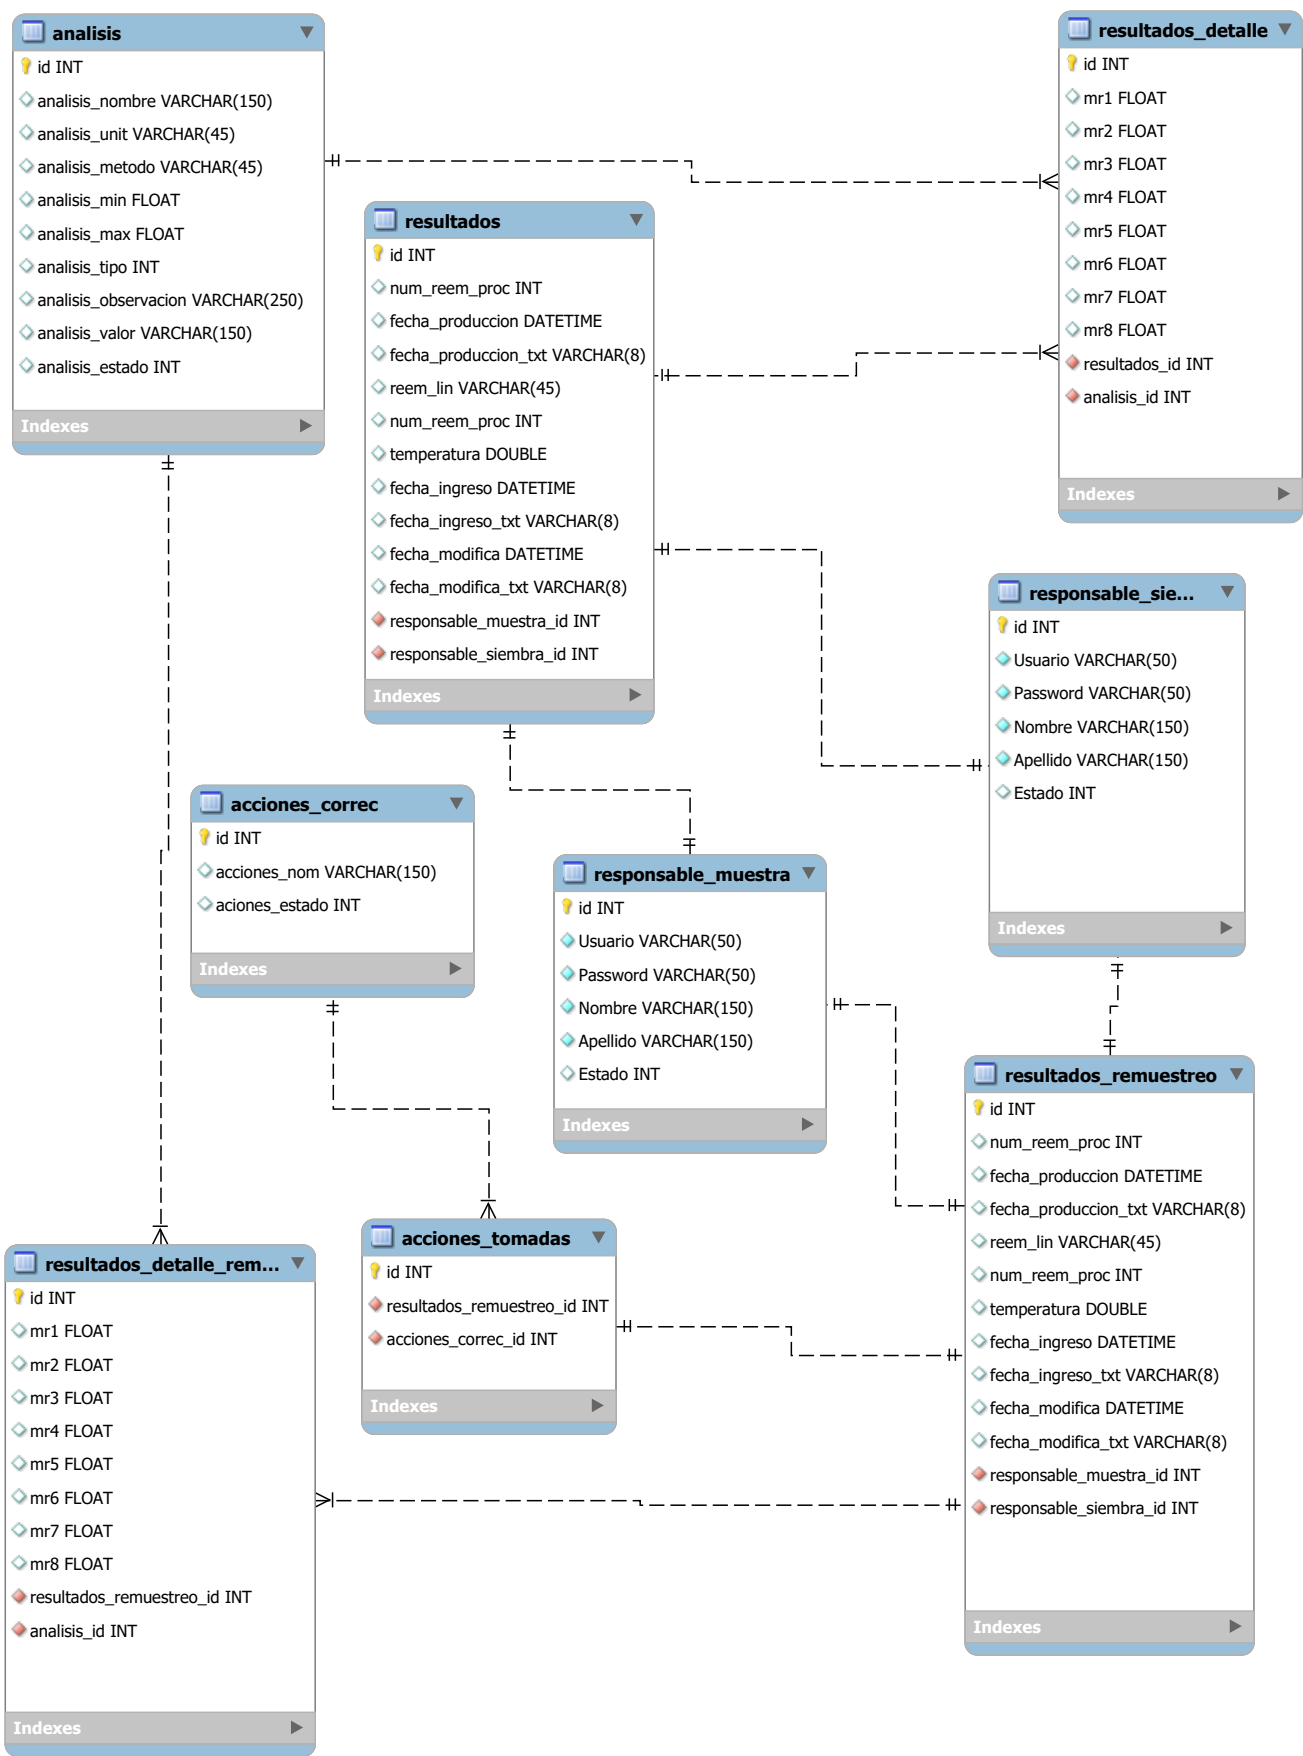 analisis
id INT
analisis_nombre VARCHAR(150)
analisis_unit VARCHAR(45)
analisis_metodo VARCHAR(45)
analisis_min FLOAT
analisis_max FLOAT
analisis_tipo INT
analisis_observacion VARCHAR(250)
analisis_valor VARCHAR(150)
analisis_estado INT
Indexes
resultados_detalle
id INT
mr1 FLOAT
mr2 FLOAT
mr3 FLOAT
mr4 FLOAT
mr5 FLOAT
mr6 FLOAT
mr7 FLOAT
mr8 FLOAT
resultados_id INT
analisis_id INT
Indexes
resultados
id INT
num_reem_proc INT
fecha_produccion DATETIME
fecha_produccion_txt VARCHAR(8)
reem_lin VARCHAR(45)
num_reem_proc INT
temperatura DOUBLE
fecha_ingreso DATETIME
fecha_ingreso_txt VARCHAR(8)
fecha_modifica DATETIME
fecha_modifica_txt VARCHAR(8)
responsable_muestra_id INT
responsable_siembra_id INT
Indexes
responsable_sie...
id INT
Usuario VARCHAR(50)
Password VARCHAR(50)
Nombre VARCHAR(150)
Apellido VARCHAR(150)
Estado INT
Indexes
acciones_correc
id INT
acciones_nom VARCHAR(150)
aciones_estado INT
Indexes
responsable_muestra
id INT
Usuario VARCHAR(50)
Password VARCHAR(50)
Nombre VARCHAR(150)
Apellido VARCHAR(150)
Estado INT
Indexes
resultados_remuestreo
id INT
num_reem_proc INT
fecha_produccion DATETIME
fecha_produccion_txt VARCHAR(8)
reem_lin VARCHAR(45)
num_reem_proc INT
temperatura DOUBLE
fecha_ingreso DATETIME
fecha_ingreso_txt VARCHAR(8)
fecha_modifica DATETIME
fecha_modifica_txt VARCHAR(8)
responsable_muestra_id INT
responsable_siembra_id INT
Indexes
acciones_tomadas
id INT
resultados_remuestreo_id INT
acciones_correc_id INT
Indexes
resultados_detalle_rem...
id INT
mr1 FLOAT
mr2 FLOAT
mr3 FLOAT
mr4 FLOAT
mr5 FLOAT
mr6 FLOAT
mr7 FLOAT
mr8 FLOAT
resultados_remuestreo_id INT
analisis_id INT
Indexes